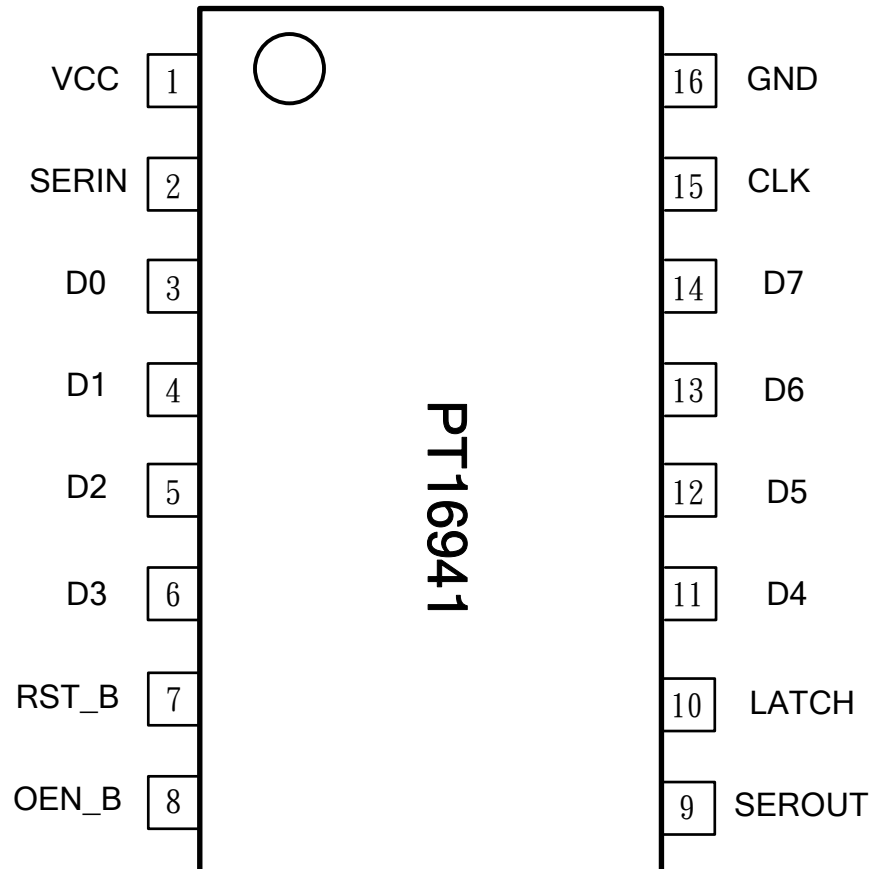 VCC 1 16 GND
SERIN 2 15 CLK
D0 3 14 D7
D1 4 13 D6
D2 5 12 D5
D3 6 11 D4
RST_B 7 10 LATCH
OEN_B 8 9 SEROUT
PT16941